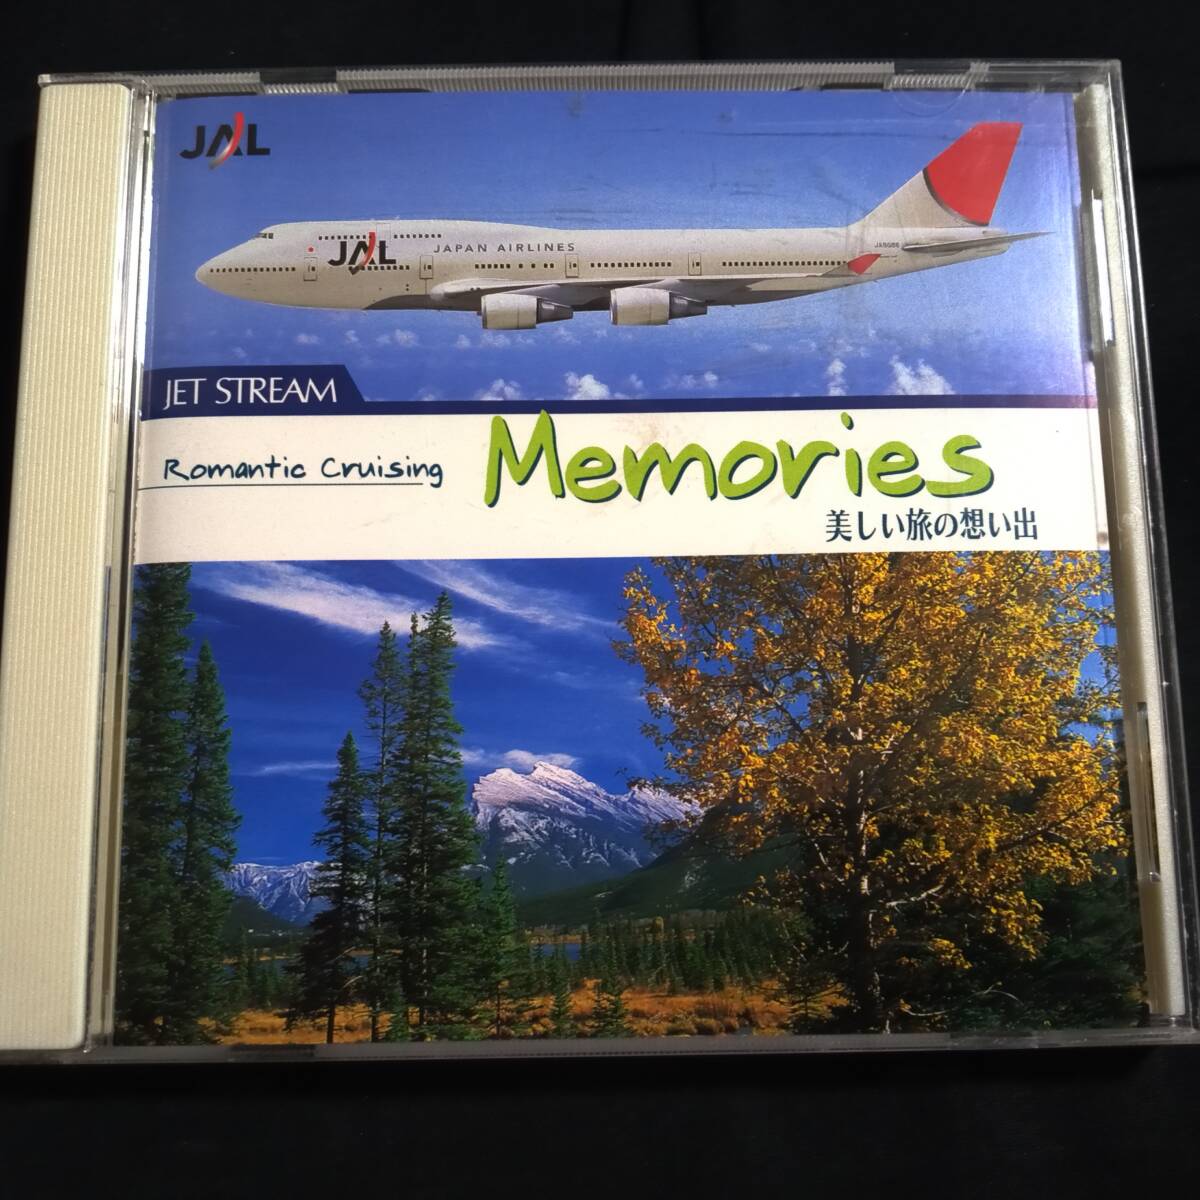 JAL
JAL JAPAN AIRLINES
JET STREAM
Romantic Cruising
Memories
美しい旅の想い出